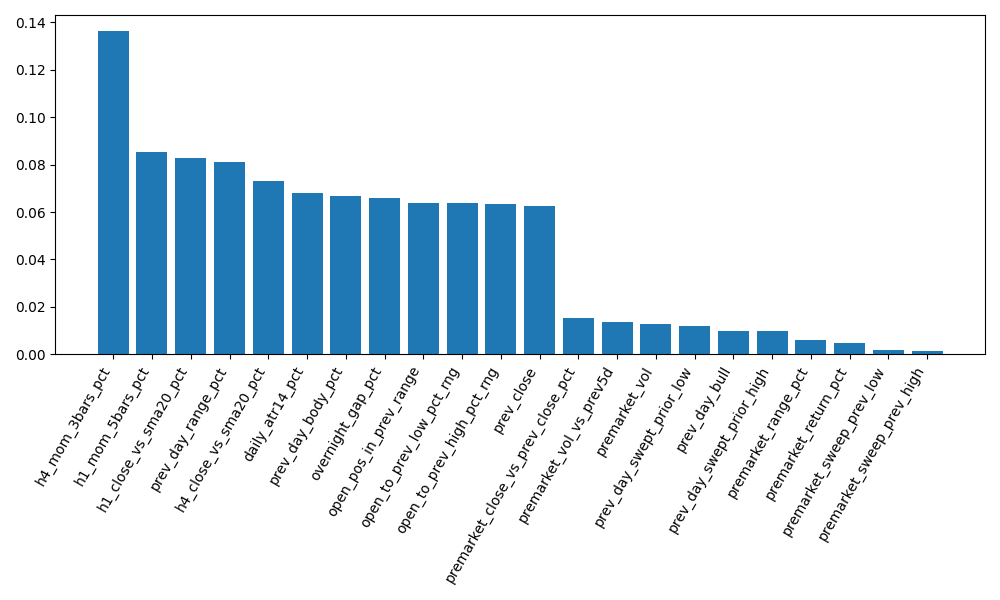 0.14
0.12
0.10
0.08
0.06
0.04
0.02
0.00
h4_mom_3bars_pct
h1_mom_5bars_pct
h1_close_vs_sma20_pct
prev_day_range_pct
h4_close_vs_sma20_pct
daily_atr14_pct
prev_day_body_pct
overnight_gap_pct
open_pos_in_prev_range
open_to_prev_low_pct_rng
open_to_prev_high_pct_rng
prev_close
premarket_close_vs_prev_close_pct
premarket_vol_vs_prev5d
premarket_vol
prev_day_swept_prior_low
prev_day_bull
prev_day_swept_prior_high
premarket_range_pct
premarket_return_pct
premarket_sweep_prev_low
premarket_sweep_prev_high